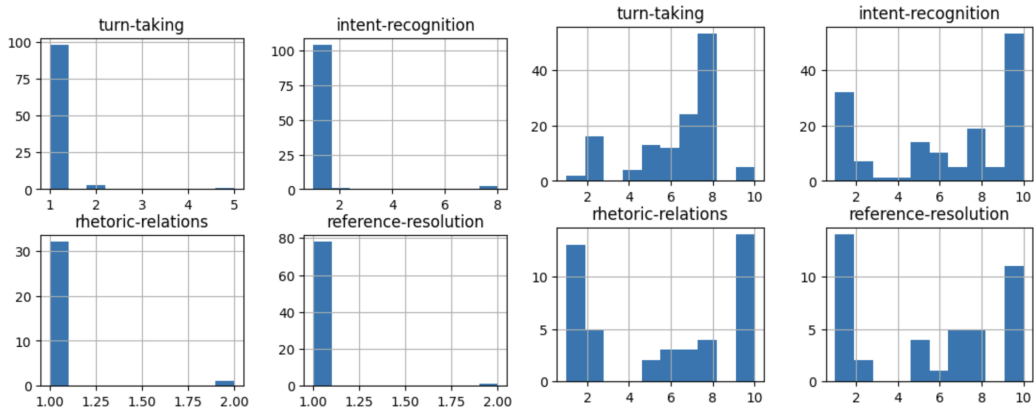 turn-taking
100
75
50
25
0
1 2 3 4 5
intent-recognition
100
75
50
25
0
2 4 6 8
turn-taking
40
20
0
2 4 6 8 10
intent-recognition
40
20
0
2 4 6 8 10
rhetoric-relations
30
20
10
0
1.00 1.25 1.50 1.75 2.00
reference-resolution
80
60
40
20
0
1.00 1.25 1.50 1.75 2.00
rhetoric-relations
10
5
0
2 4 6 8 10
reference-resolution
10
5
0
2 4 6 8 10